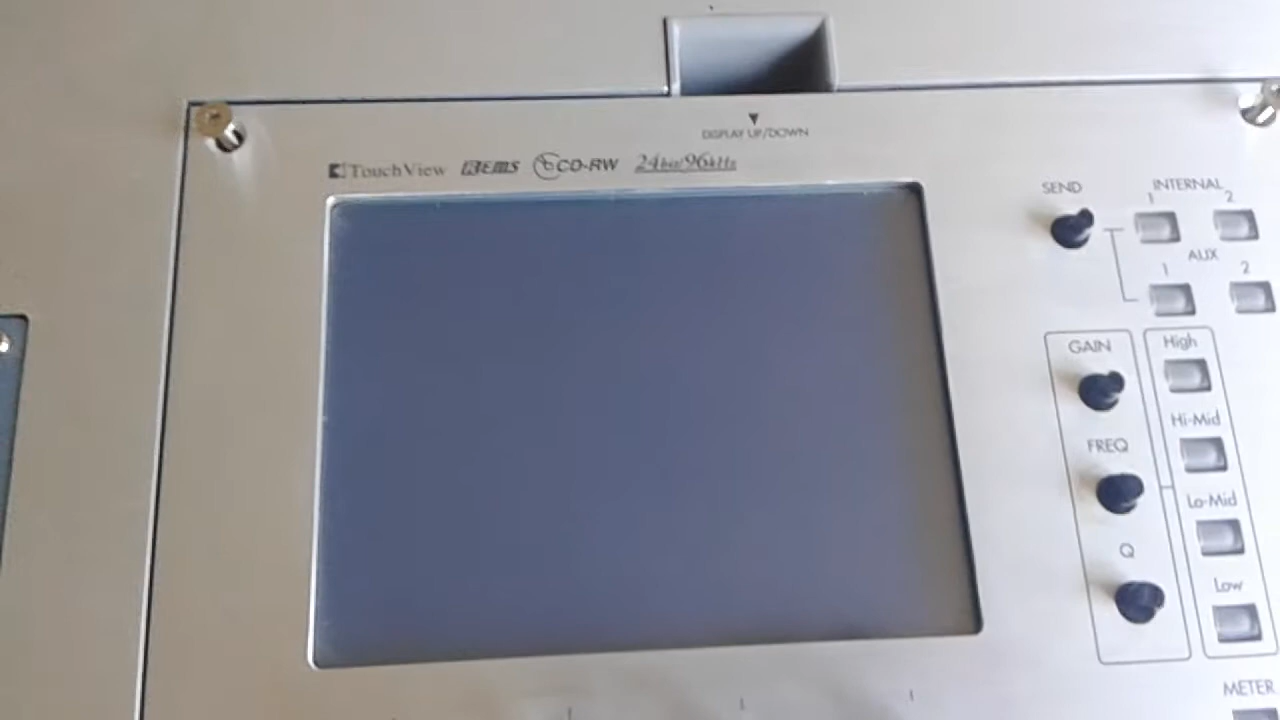 DISPLAY UP/DOWN
TouchView REMS CD-RW 24bit/96kHz
SEND INTERNAL
1 2
AUX
1 2
GAIN High
Hi-Mid
FREQ
Lo-Mid
Q
Low
METER